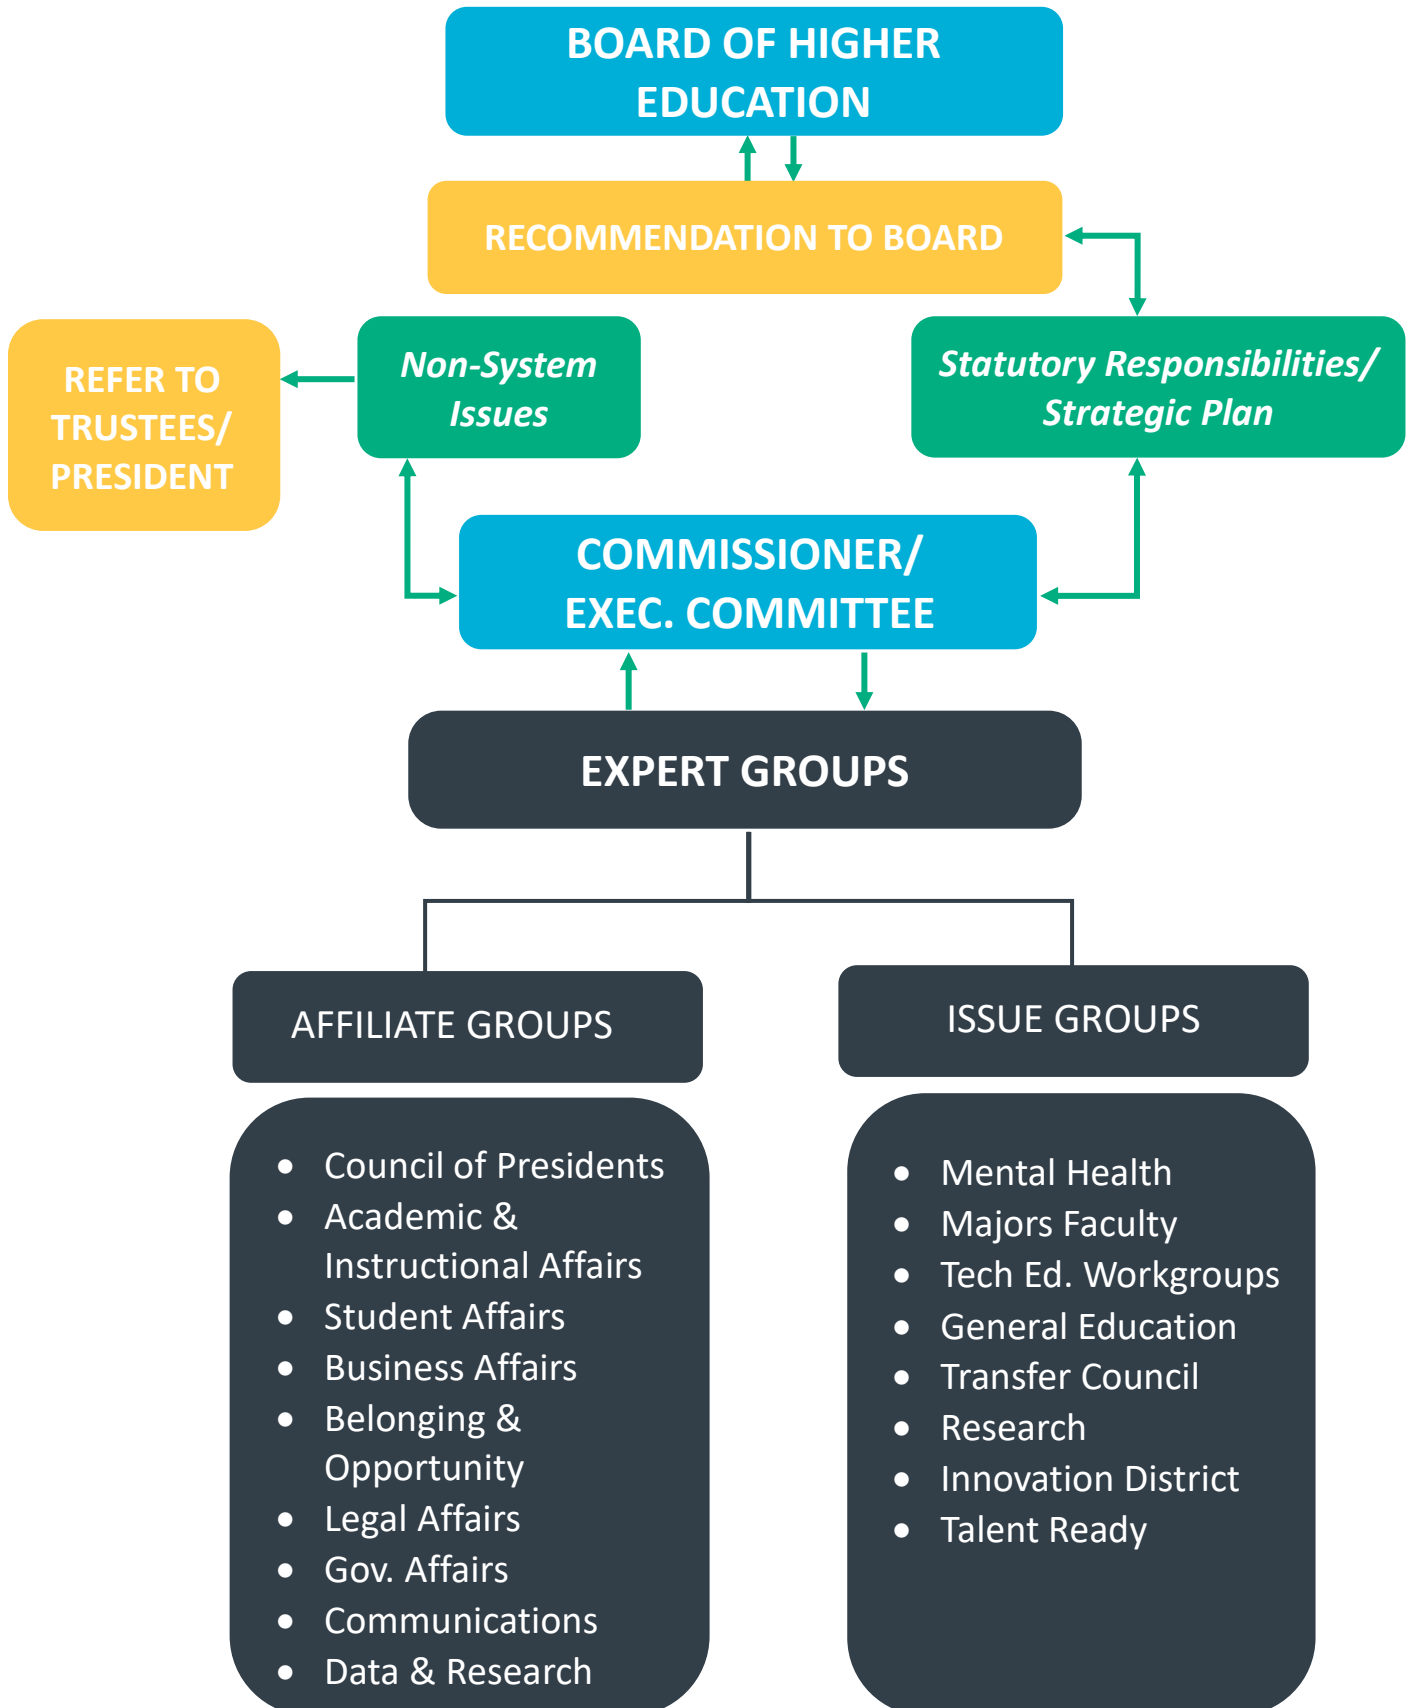 BOARD OF HIGHER
EDUCATION
RECOMMENDATION TO BOARD
REFER TO
TRUSTEES/
PRESIDENT
Non-System
Issues
Statutory Responsibilities/
Strategic Plan
COMMISSIONER/
EXEC. COMMITTEE
EXPERT GROUPS
AFFILIATE GROUPS
• Council of Presidents
• Academic &
Instructional Affairs
• Student Affairs
• Business Affairs
• Belonging &
Opportunity
• Legal Affairs
• Gov. Affairs
• Communications
• Data & Research
ISSUE GROUPS
• Mental Health
• Majors Faculty
• Tech Ed. Workgroups
• General Education
• Transfer Council
• Research
• Innovation District
• Talent Ready